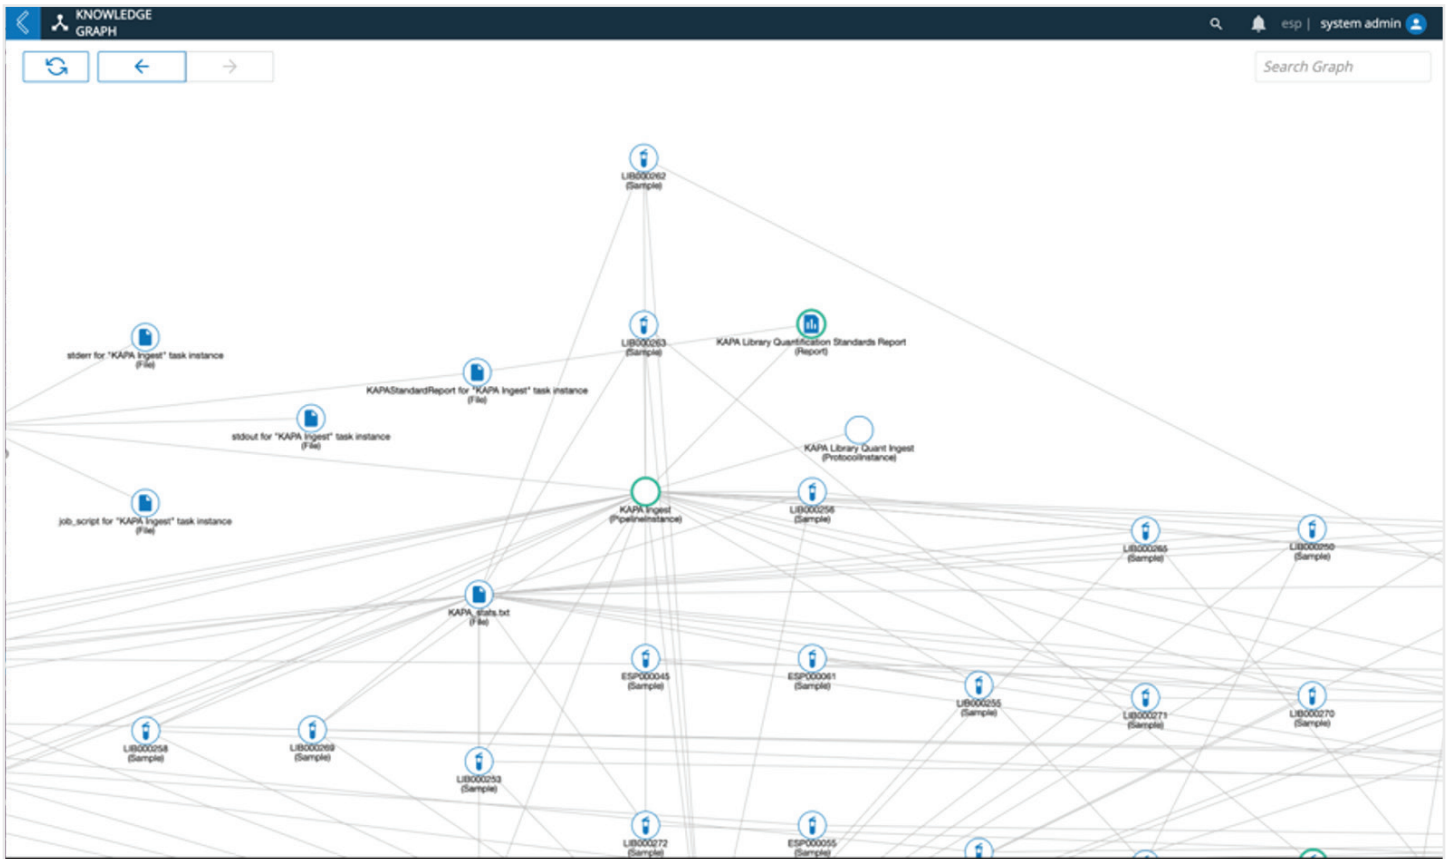 KNOWLEDGE
GRAPH
esp | system admin
Search Graph
LIB000262
(Sample)
LIB000263
(Sample)
KAPA Library Quantification Standards Report
(Report)
stderr for "KAPA Ingest" task instance
(File)
KAPAStandardReport for "KAPA Ingest" task instance
(File)
stdout for "KAPA Ingest" task instance
(File)
KAPA Library Quant Ingest
(ProtocolInstance)
)
job_script for "KAPA Ingest" task instance
(File)
KAPA Ingest
(PipelineInstance)
LIB000256
(Sample)
LIB000265
(Sample)
LIB000250
(Sample)
KAPA_stats.txt
(File)
ESP000045
(Sample)
ESP000061
(Sample)
LIB000255
(Sample)
LIB000271
(Sample)
LIB000270
(Sample)
LIB000258
(Sample)
LIB000269
(Sample)
LIB000253
(Sample)
LIB000272
(Sample)
ESP000055
(Sample)